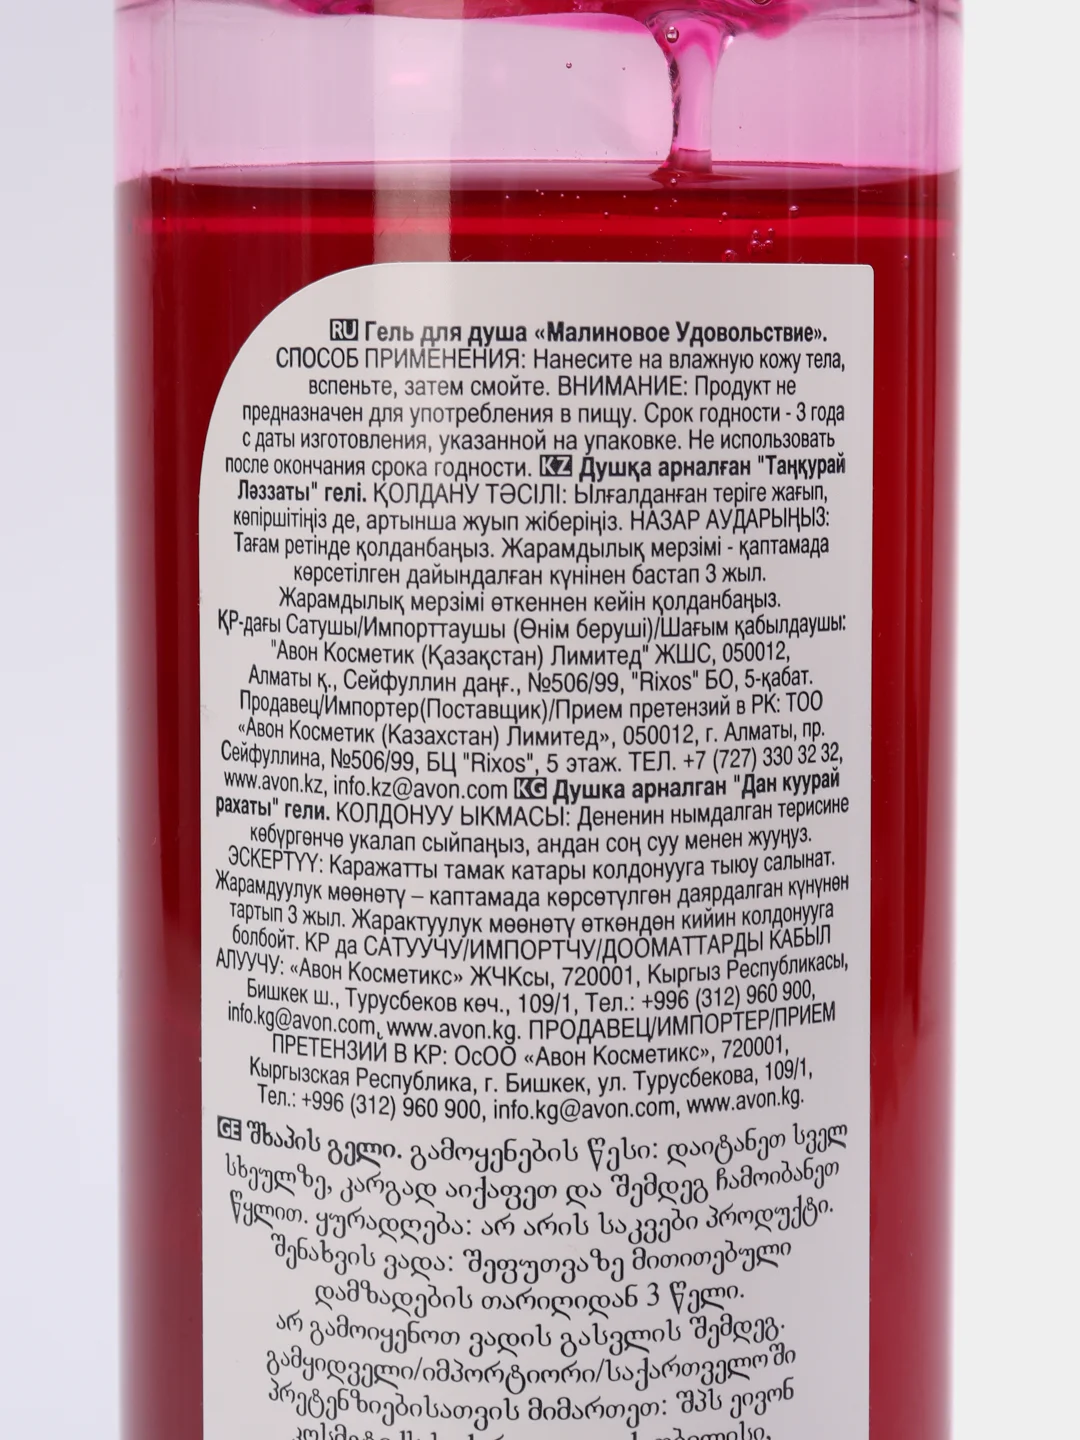 RU Гель для душа «Малиновое Удовольствие».
СПОСОБ ПРИМЕНЕНИЯ: Нанесите на влажную кожу тела,
вспеньте, затем смойте. ВНИМАНИЕ: Продукт не
предназначен для употребления в пищу. Срок годности - 3 года
с даты изготовления, указанной на упаковке. Не использовать
после окончания срока годности. KZ Душқа арналған "Таңқурай
Ләззаты" гелі. ҚОЛДАНУ ТӘСІЛІ: Ылғалданған теріге жағып,
көпіршітіңіз де, артынша жуып жіберіңіз. НАЗАР АУДАРЫҢЫЗ:
Тағам ретінде қолданбаңыз. Жарамдылық мерзімі - қаптамада
көрсетілген дайындалған күнінен бастап 3 жыл.
Жарамдылық мерзімі өткеннен кейін қолданбаңыз.
ҚР-дағы Сатушы/Импорттаушы (Өнім беруші)/Шағым қабылдаушы:
"Авон Косметик (Қазақстан) Лимитед" ЖШС, 050012,
Алматы қ., Сейфуллин даңғ., №506/99, "Rixos" БО, 5-қабат.
Продавец/Импортер(Поставщик)/Прием претензий в РК: ТОО
«Авон Косметик (Казахстан) Лимитед», 050012, г. Алматы, пр.
Сейфуллина, №506/99, БЦ "Rixos", 5 этаж. ТЕЛ. +7 (727) 330 32 32,
www.avon.kz, info.kz@avon.com KG Душка арналган "Дан куурай
рахаты" гели. КОЛДОНУУ ЫКМАСЫ: Дененин нымдалган терисине
көбүргөнчө укалап сыйпаңыз, андан соң суу менен жууңуз.
ЭСКЕРТҮҮ: Каражатты тамак катары колдонууга тыюу салынат.
Жарамдуулук мөөнөтү – каптамада көрсөтүлгөн даярдалган күнүнөн
тартып 3 жыл. Жарактуулук мөөнөтү өткөндөн кийин колдонууга
болбойт. КР да САТУУЧУ/ИМПОРТЧУ/ДООМАТТАРДЫ КАБЫЛ
АЛУУЧУ: «Авон Косметикс» ЖЧКсы, 720001, Кыргыз Республикасы,
Бишкек ш., Турусбеков көч., 109/1, Тел.: +996 (312) 960 900,
info.kg@avon.com, www.avon.kg. ПРОДАВЕЦ/ИМПОРТЕР/ПРИЕМ
ПРЕТЕНЗИЙ В КР: ОсОО «Авон Косметикс», 720001,
Кыргызская Республика, г. Бишкек, ул. Турусбекова, 109/1,
Тел.: +996 (312) 960 900, info.kg@avon.com, www.avon.kg.
GE შხაპის გელი. გამოყენების წესი: დაიტანეთ სველ
სხეულზე, კარგად აიქაფეთ და შემდეგ ჩამოიბანეთ
წყლით. ყურადღება: არ არის საკვები პროდუქტი.
შენახვის ვადა: შეფუთვაზე მითითებული
დამზადების თარიღიდან 3 წელი.
არ გამოიყენოთ ვადის გასვლის შემდეგ.
გამყიდველი/იმპორტიორი/საქართველოში
პრეტენზიებისათვის მიმართეთ: შპს ეივონ